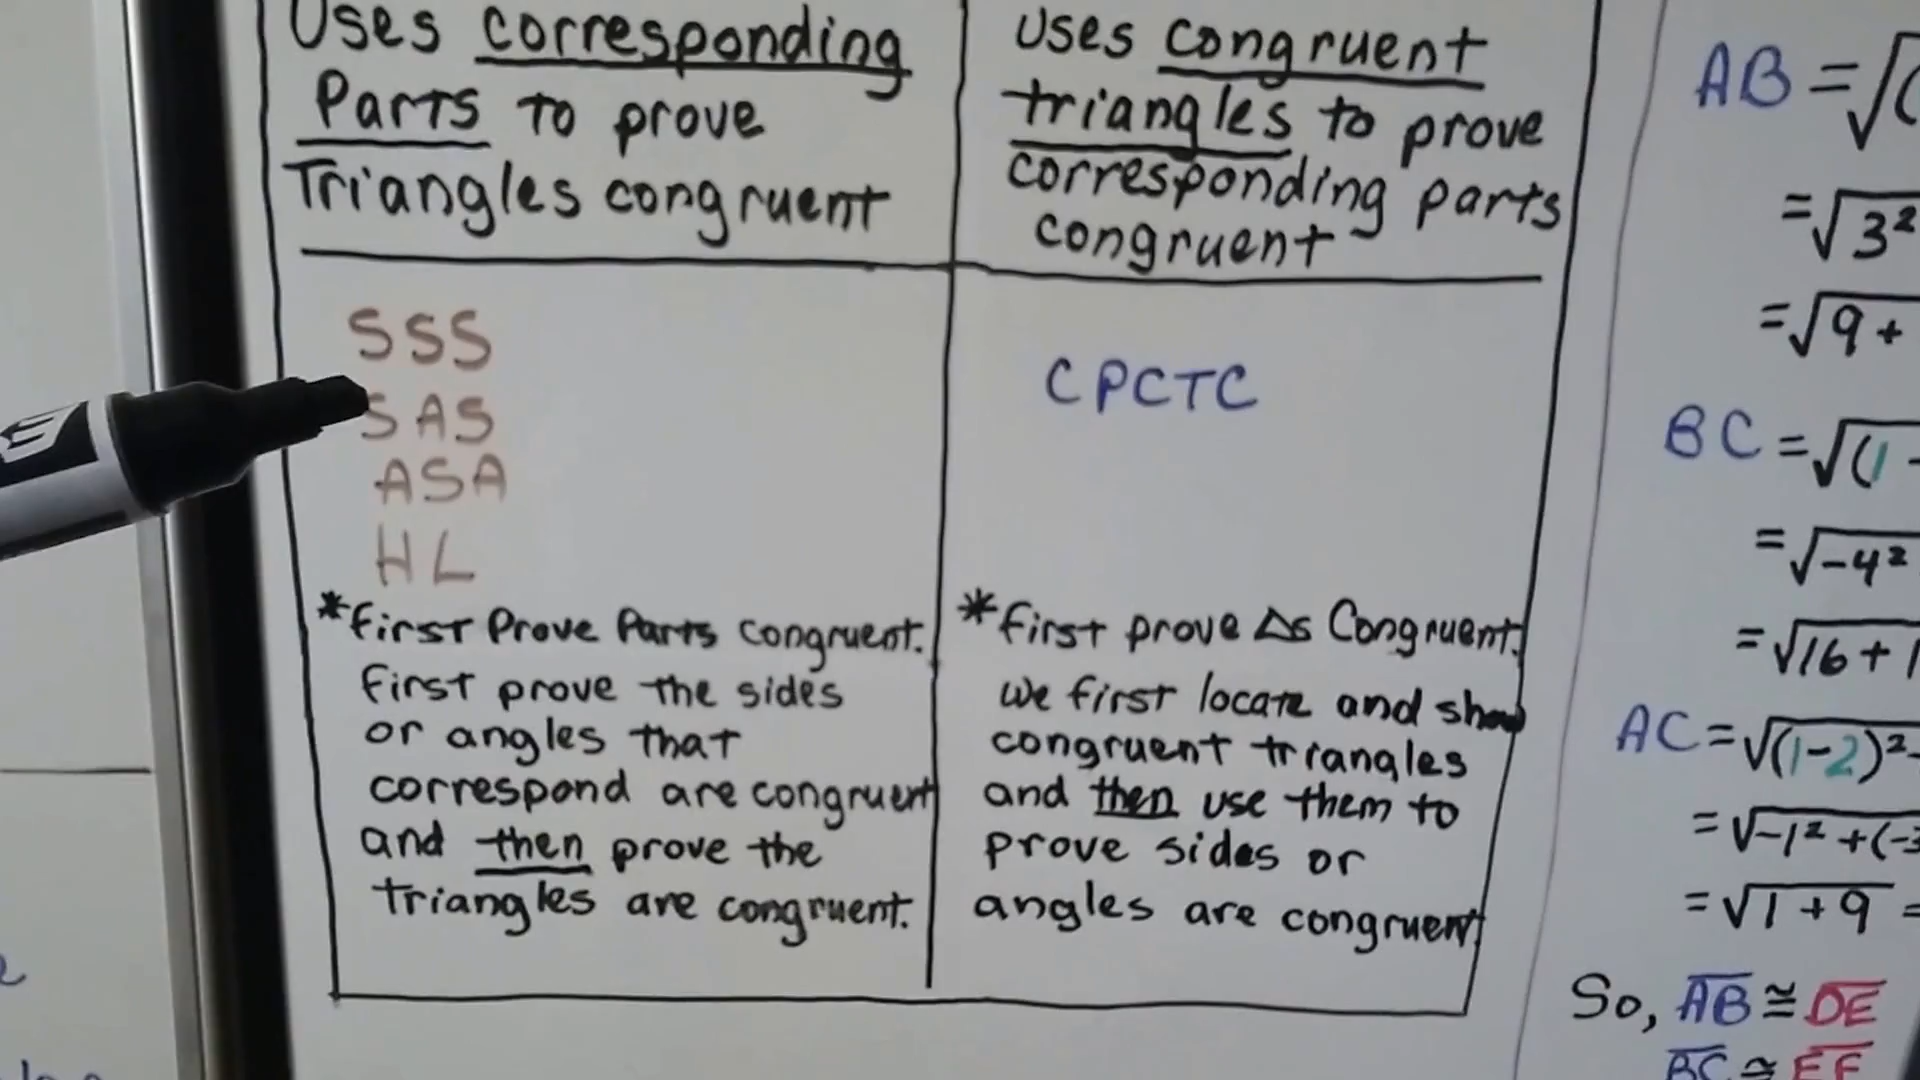 Uses corresponding
Parts to prove
Triangles congruent
SSS
SAS
ASA
HL
*First Prove Parts congruent.
First prove the sides
or angles that
correspond are congruent
and then prove the
triangles are congruent.
Uses congruent
triangles to prove
corresponding parts
congruent
CPCTC
*First prove △s Congruent.
We first locate and show
congruent triangles
and then use them to
prove sides or
angles are congruent
AB=√(
=√3²
=√9+
BC=√(1-
=√-4²
=√16+1
AC=√(1-2)²-
=√-1²+(-3
=√1+9 =
So, AB≅DE
BC≅EF